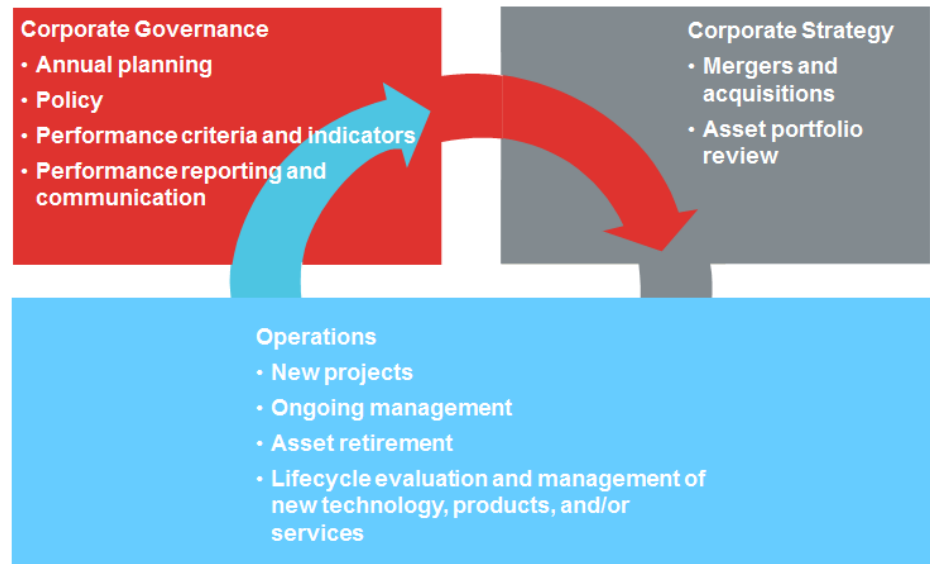 Corporate Governance
• Annual planning
• Policy
• Performance criteria and indicators
• Performance reporting and
communication
Corporate Strategy
• Mergers and
acquisitions
• Asset portfolio
review
Operations
• New projects
• Ongoing management
• Asset retirement
• Lifecycle evaluation and management of
new technology, products, and/or
services